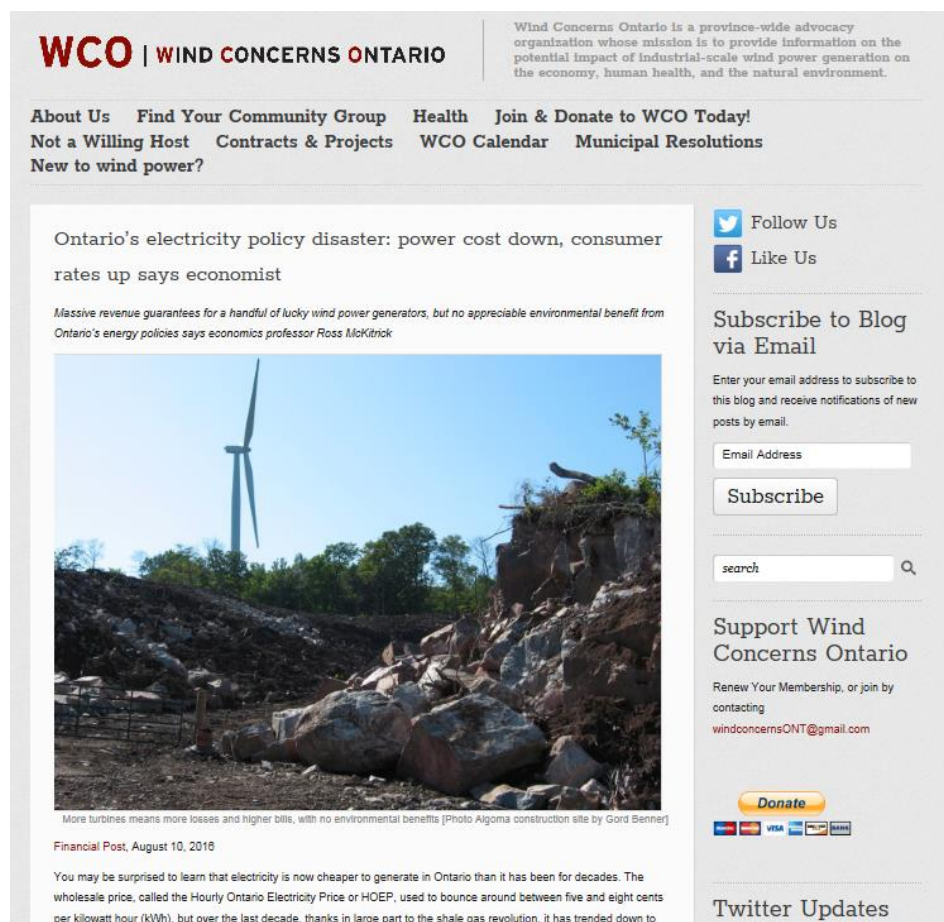 WCO | WIND CONCERNS ONTARIO
Wind Concerns Ontario is a province-wide advocacy
organization whose mission is to provide information on the
potential impact of industrial-scale wind power generation on
the economy, human health, and the natural environment.
About Us Find Your Community Group Health Join & Donate to WCO Today!
Not a Willing Host Contracts & Projects WCO Calendar Municipal Resolutions
New to wind power?
Ontario's electricity policy disaster: power cost down, consumer
rates up says economist
Massive revenue guarantees for a handful of lucky wind power generators, but no appreciable environmental benefit from
Ontario's energy policies says economics professor Ross McKitrick
More turbines means more losses and higher bills, with no environmental benefits [Photo Algoma construction site by Gord Benner]
Financial Post, August 10, 2016
You may be surprised to learn that electricity is now cheaper to generate in Ontario than it has been for decades. The
wholesale price, called the Hourly Ontario Electricity Price or HOEP, used to bounce around between five and eight cents
per kilowatt hour (kWh), but over the last decade, thanks in large part to the shale gas revolution, it has trended down to
Follow Us
Like Us
Subscribe to Blog
via Email
Enter your email address to subscribe to
this blog and receive notifications of new
posts by email.
Email Address
Subscribe
search
Support Wind
Concerns Ontario
Renew Your Membership, or join by
contacting
windconcernsONT@gmail.com
Donate
VISA
BANK
Twitter Updates